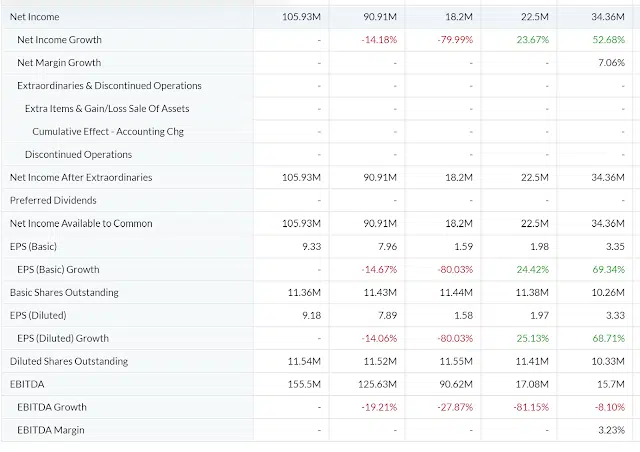 Net Income 105.93M 90.91M 18.2M 22.5M 34.36M
Net Income Growth - -14.18% -79.99% 23.67% 52.68%
Net Margin Growth - - - - 7.06%
Extraordinaries & Discontinued Operations - - - - -
Extra Items & Gain/Loss Sale Of Assets - - - - -
Cumulative Effect - Accounting Chg - - - - -
Discontinued Operations - - - - -
Net Income After Extraordinaries 105.93M 90.91M 18.2M 22.5M 34.36M
Preferred Dividends - - - - -
Net Income Available to Common 105.93M 90.91M 18.2M 22.5M 34.36M
EPS (Basic) 9.33 7.96 1.59 1.98 3.35
EPS (Basic) Growth - -14.67% -80.03% 24.42% 69.34%
Basic Shares Outstanding 11.36M 11.43M 11.44M 11.38M 10.26M
EPS (Diluted) 9.18 7.89 1.58 1.97 3.33
EPS (Diluted) Growth - -14.06% -80.03% 25.13% 68.71%
Diluted Shares Outstanding 11.54M 11.52M 11.55M 11.41M 10.33M
EBITDA 155.5M 125.63M 90.62M 17.08M 15.7M
EBITDA Growth - -19.21% -27.87% -81.15% -8.10%
EBITDA Margin - - - - 3.23%